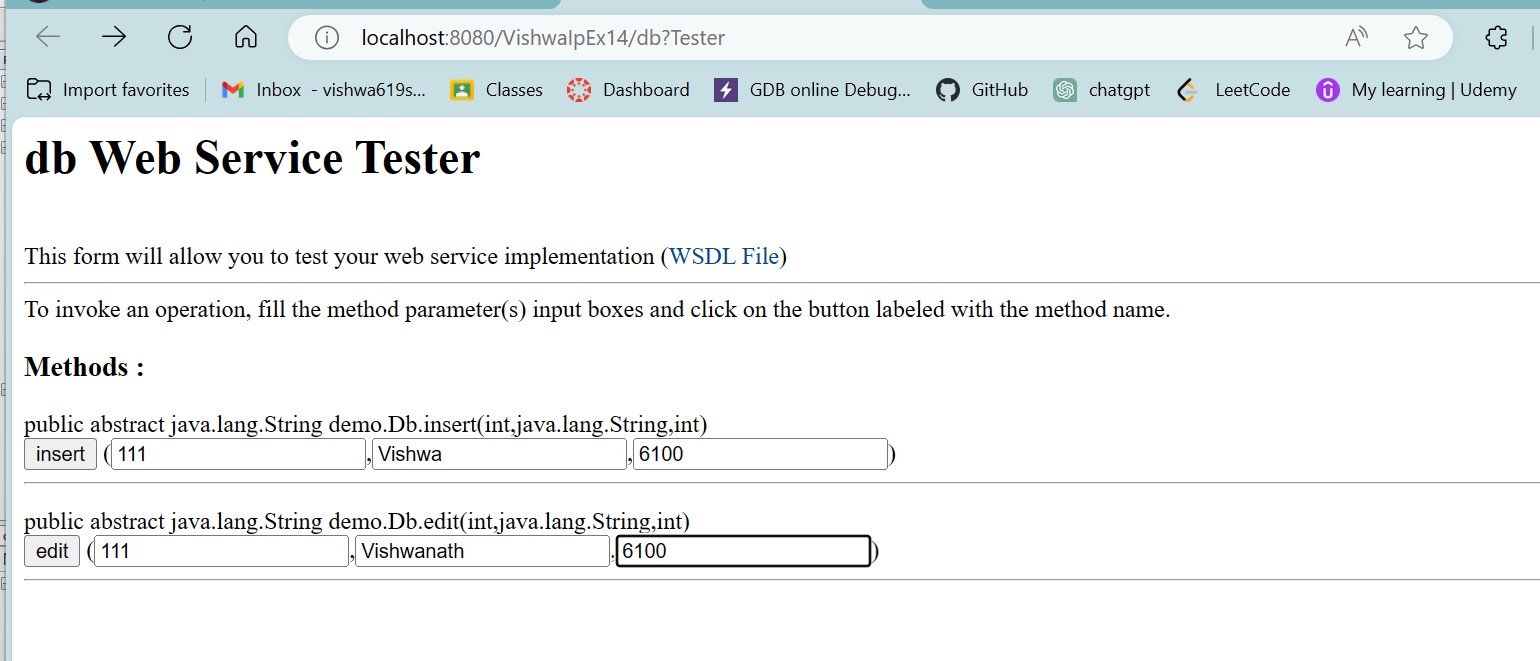 localhost:8080/VishwaIpEx14/db?Tester
Import favorites Inbox - vishwa619s... Classes Dashboard GDB online Debug... GitHub chatgpt LeetCode My learning | Udemy
db Web Service Tester
This form will allow you to test your web service implementation (WSDL File)
To invoke an operation, fill the method parameter(s) input boxes and click on the button labeled with the method name.
Methods :
public abstract java.lang.String demo.Db.insert(int,java.lang.String,int)
insert (111,Vishwa,6100)
public abstract java.lang.String demo.Db.edit(int,java.lang.String,int)
edit (111,Vishwanath,6100)